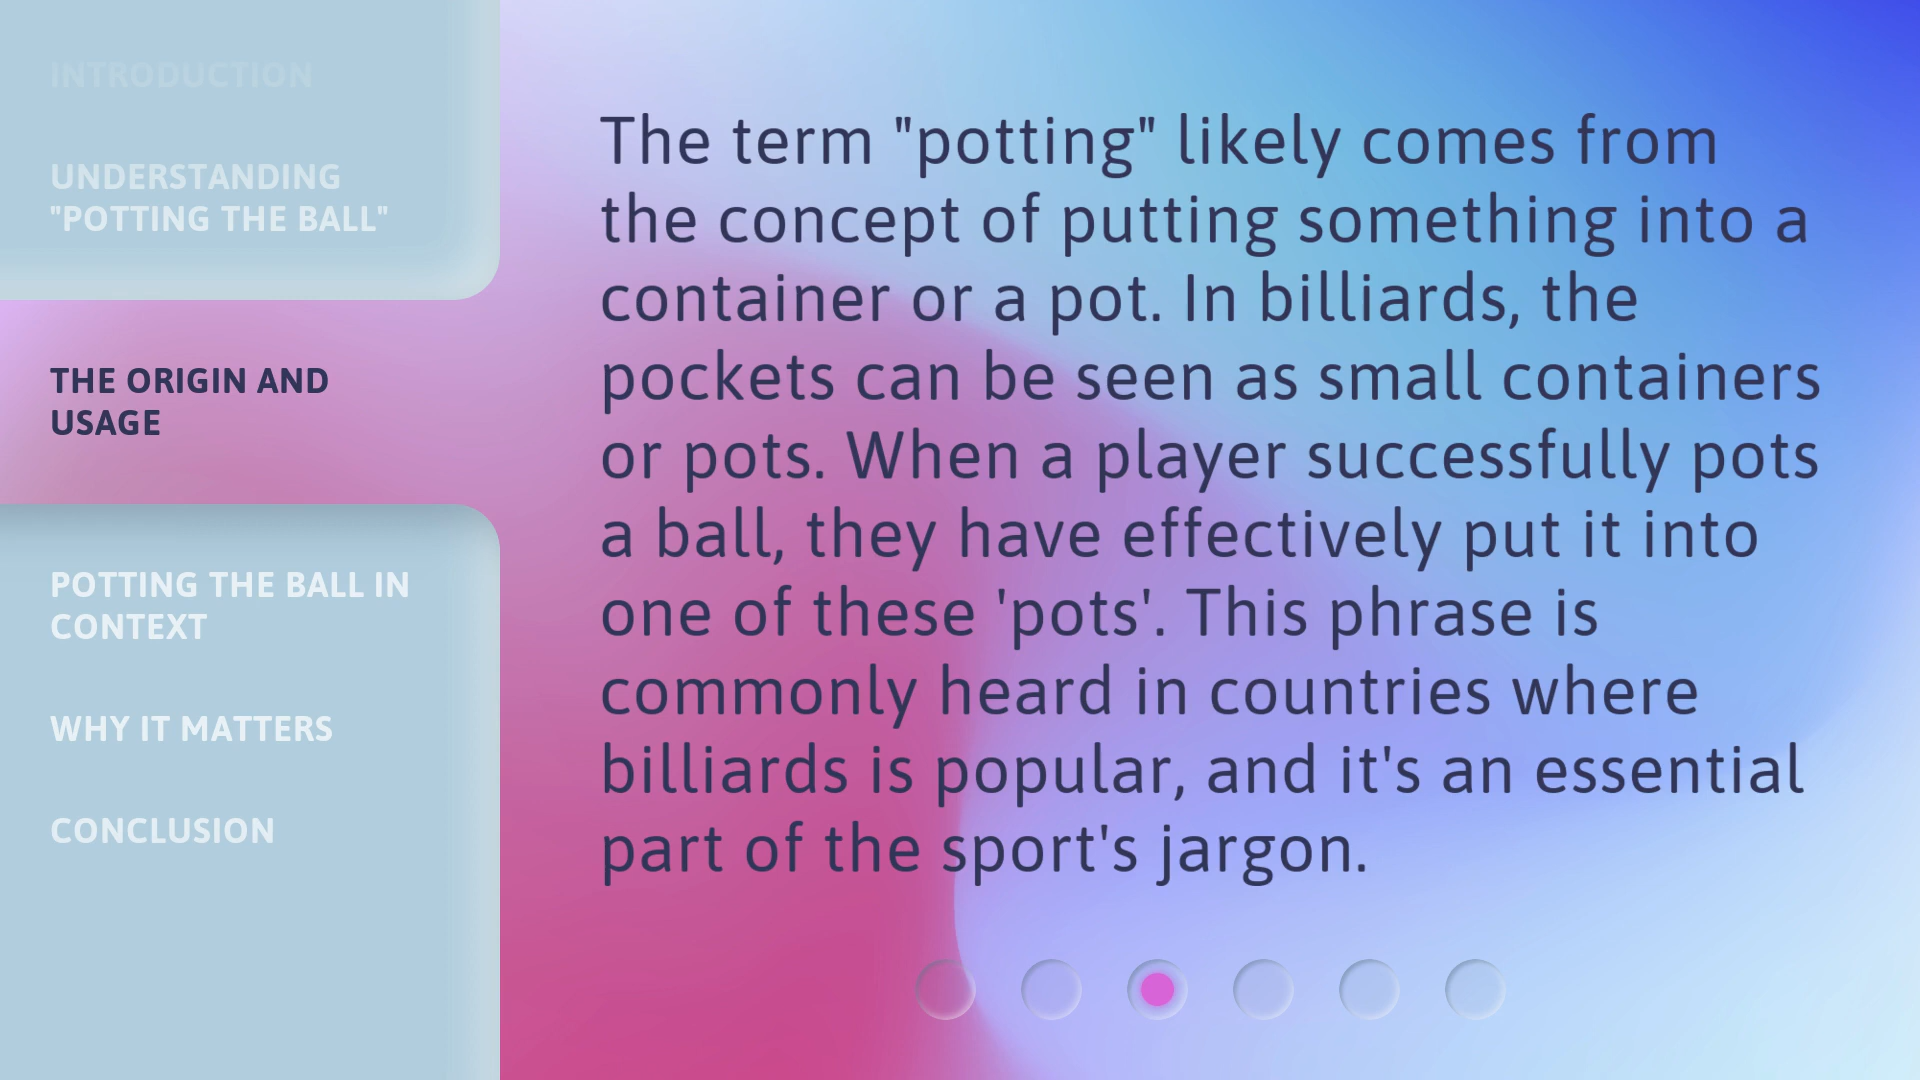 INTRODUCTION
UNDERSTANDING
"POTTING THE BALL"
THE ORIGIN AND
USAGE
POTTING THE BALL IN
CONTEXT
WHY IT MATTERS
CONCLUSION
The term "potting" likely comes from
the concept of putting something into a
container or a pot. In billiards, the
pockets can be seen as small containers
or pots. When a player successfully pots
a ball, they have effectively put it into
one of these 'pots'. This phrase is
commonly heard in countries where
billiards is popular, and it's an essential
part of the sport's jargon.